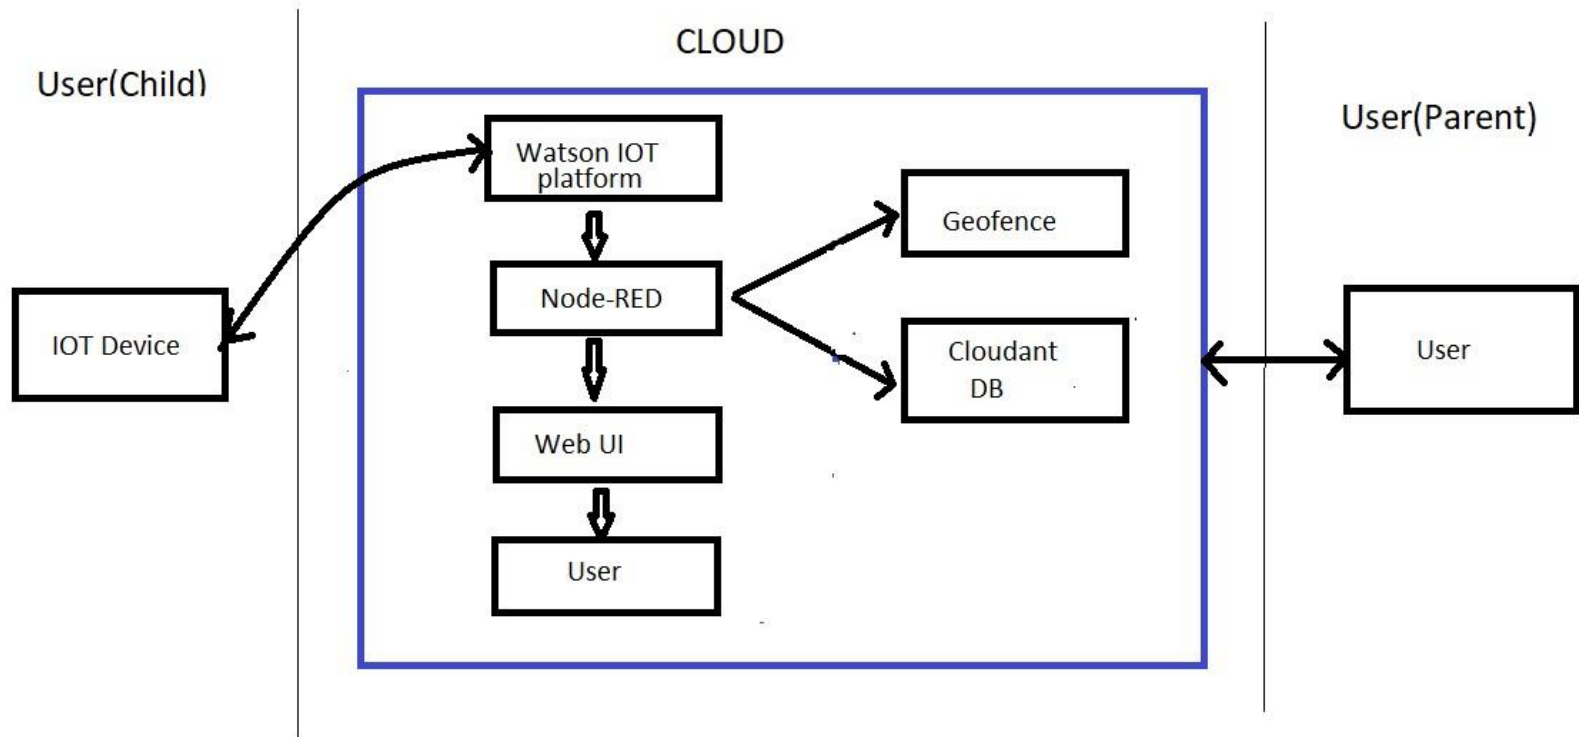 CLOUD
User(Child)
User(Parent)
Watson IOT
platform
Geofence
Node-RED
IOT Device
Cloudant
DB
User
Web UI
User